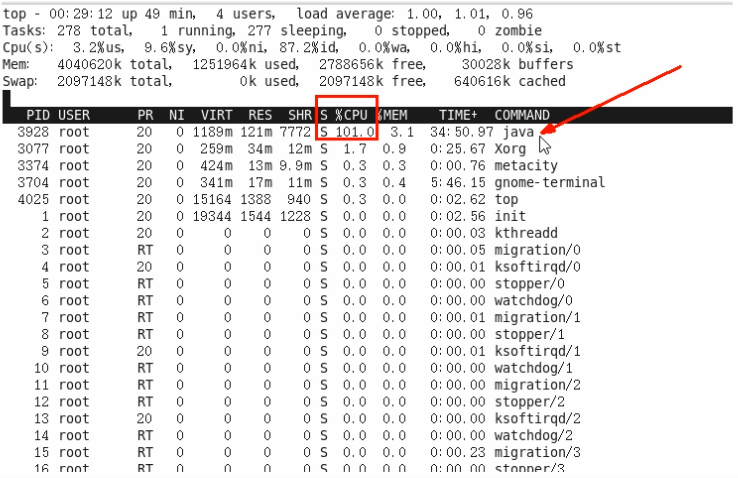 top - 00:29:12 up 49 min,  4 users,  load average: 1.00, 1.01, 0.96
Tasks: 278 total,   1 running, 277 sleeping,   0 stopped,   0 zombie
Cpu(s):  3.2%us,  9.6%sy,  0.0%ni, 87.2%id,  0.0%wa,  0.0%hi,  0.0%si,  0.0%st
Mem:   4040620k total,  1251964k used,  2788656k free,    30028k buffers
Swap:  2097148k total,        0k used,  2097148k free,   640616k cached
PID USER PR NI VIRT RES SHR S %CPU %MEM TIME+ COMMAND
3928 root 20 0 1189m 121m 7772 S 101.0 3.1 34:50.97 java
3077 root 20 0 259m 34m 12m S 1.7 0.9 0:25.67 Xorg
3374 root 20 0 424m 13m 9.9m S 0.3 0.3 0:00.76 metacity
3704 root 20 0 341m 17m 11m S 0.3 0.4 5:46.15 gnome-terminal
4025 root 20 0 15164 1388 940 S 0.3 0.0 0:02.62 top
1 root 20 0 19344 1544 1228 S 0.0 0.0 0:02.56 init
2 root 20 0 0 0 0 S 0.0 0.0 0:00.03 kthreadd
3 root RT 0 0 0 0 S 0.0 0.0 0:00.05 migration/0
4 root 20 0 0 0 0 S 0.0 0.0 0:00.01 ksoftirqd/0
5 root RT 0 0 0 0 S 0.0 0.0 0:00.00 stopper/0
6 root RT 0 0 0 0 S 0.0 0.0 0:00.00 watchdog/0
7 root RT 0 0 0 0 S 0.0 0.0 0:00.01 migration/1
8 root RT 0 0 0 0 S 0.0 0.0 0:00.00 stopper/1
9 root 20 0 0 0 0 S 0.0 0.0 0:00.01 ksoftirqd/1
10 root RT 0 0 0 0 S 0.0 0.0 0:00.00 watchdog/1
11 root RT 0 0 0 0 S 0.0 0.0 0:00.00 migration/2
12 root RT 0 0 0 0 S 0.0 0.0 0:00.00 stopper/2
13 root 20 0 0 0 0 S 0.0 0.0 0:00.00 ksoftirqd/2
14 root RT 0 0 0 0 S 0.0 0.0 0:00.00 watchdog/2
15 root RT 0 0 0 0 S 0.0 0.0 0:00.23 migration/3
16 root RT 0 0 0 0 S 0.0 0.0 0:00.00 stopper/3